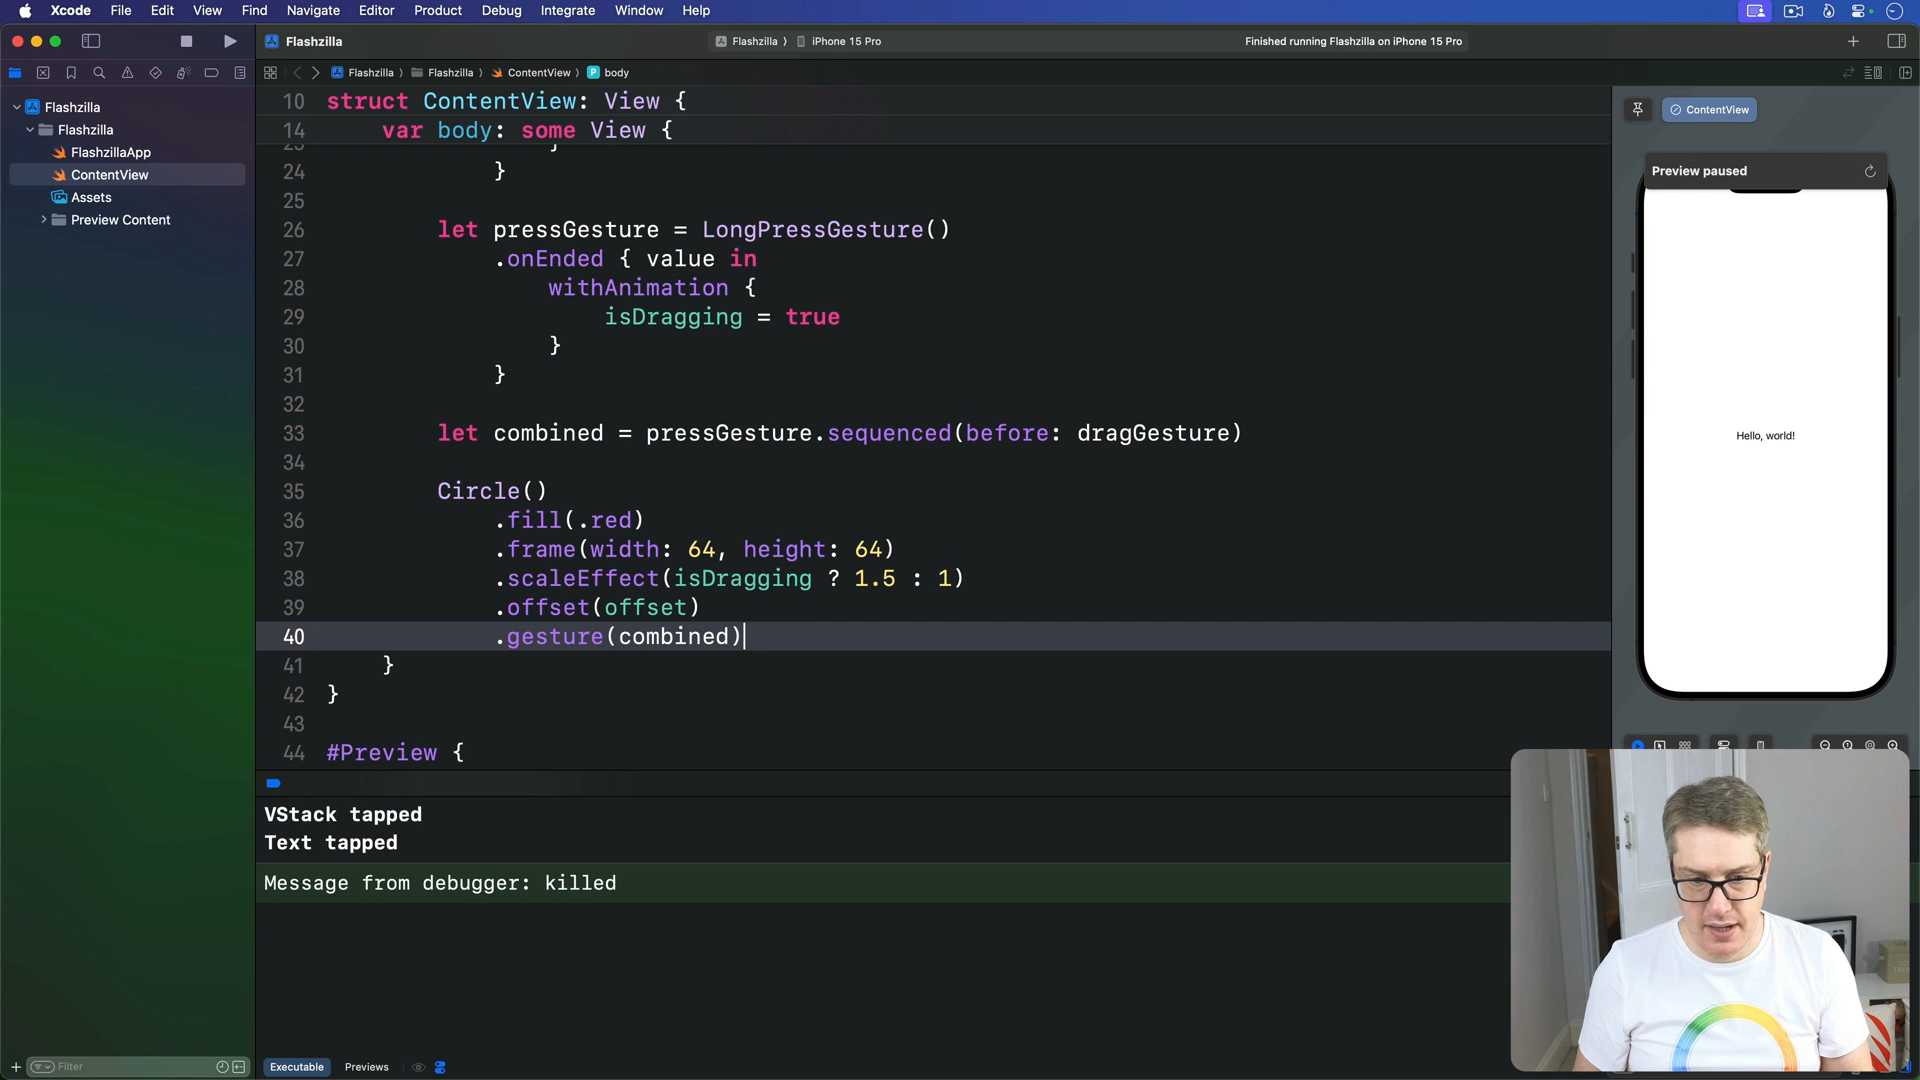 Xcode File Edit View Find Navigate Editor Product Debug Integrate Window Help
Flashzilla
Flashzilla
iPhone 15 Pro
Finished running Flashzilla on iPhone 15 Pro
Flashzilla
Flashzilla
ContentView
body
Flashzilla
Flashzilla
FlashzillaApp
ContentView
Assets
Preview Content
10 struct ContentView: View {
14 var body: some View {
23 }
24 }
25
26 let pressGesture = LongPressGesture()
27 .onEnded { value in
28 withAnimation {
29 isDragging = true
30 }
31 }
32
33 let combined = pressGesture.sequenced(before: dragGesture)
34
35 Circle()
36 .fill(.red)
37 .frame(width: 64, height: 64)
38 .scaleEffect(isDragging ? 1.5 : 1)
39 .offset(offset)
40 .gesture(combined)
41 }
42 }
43
44 #Preview {
ContentView
Preview paused
Hello, world!
VStack tapped
Text tapped
Message from debugger: killed
Filter
Executable
Previews